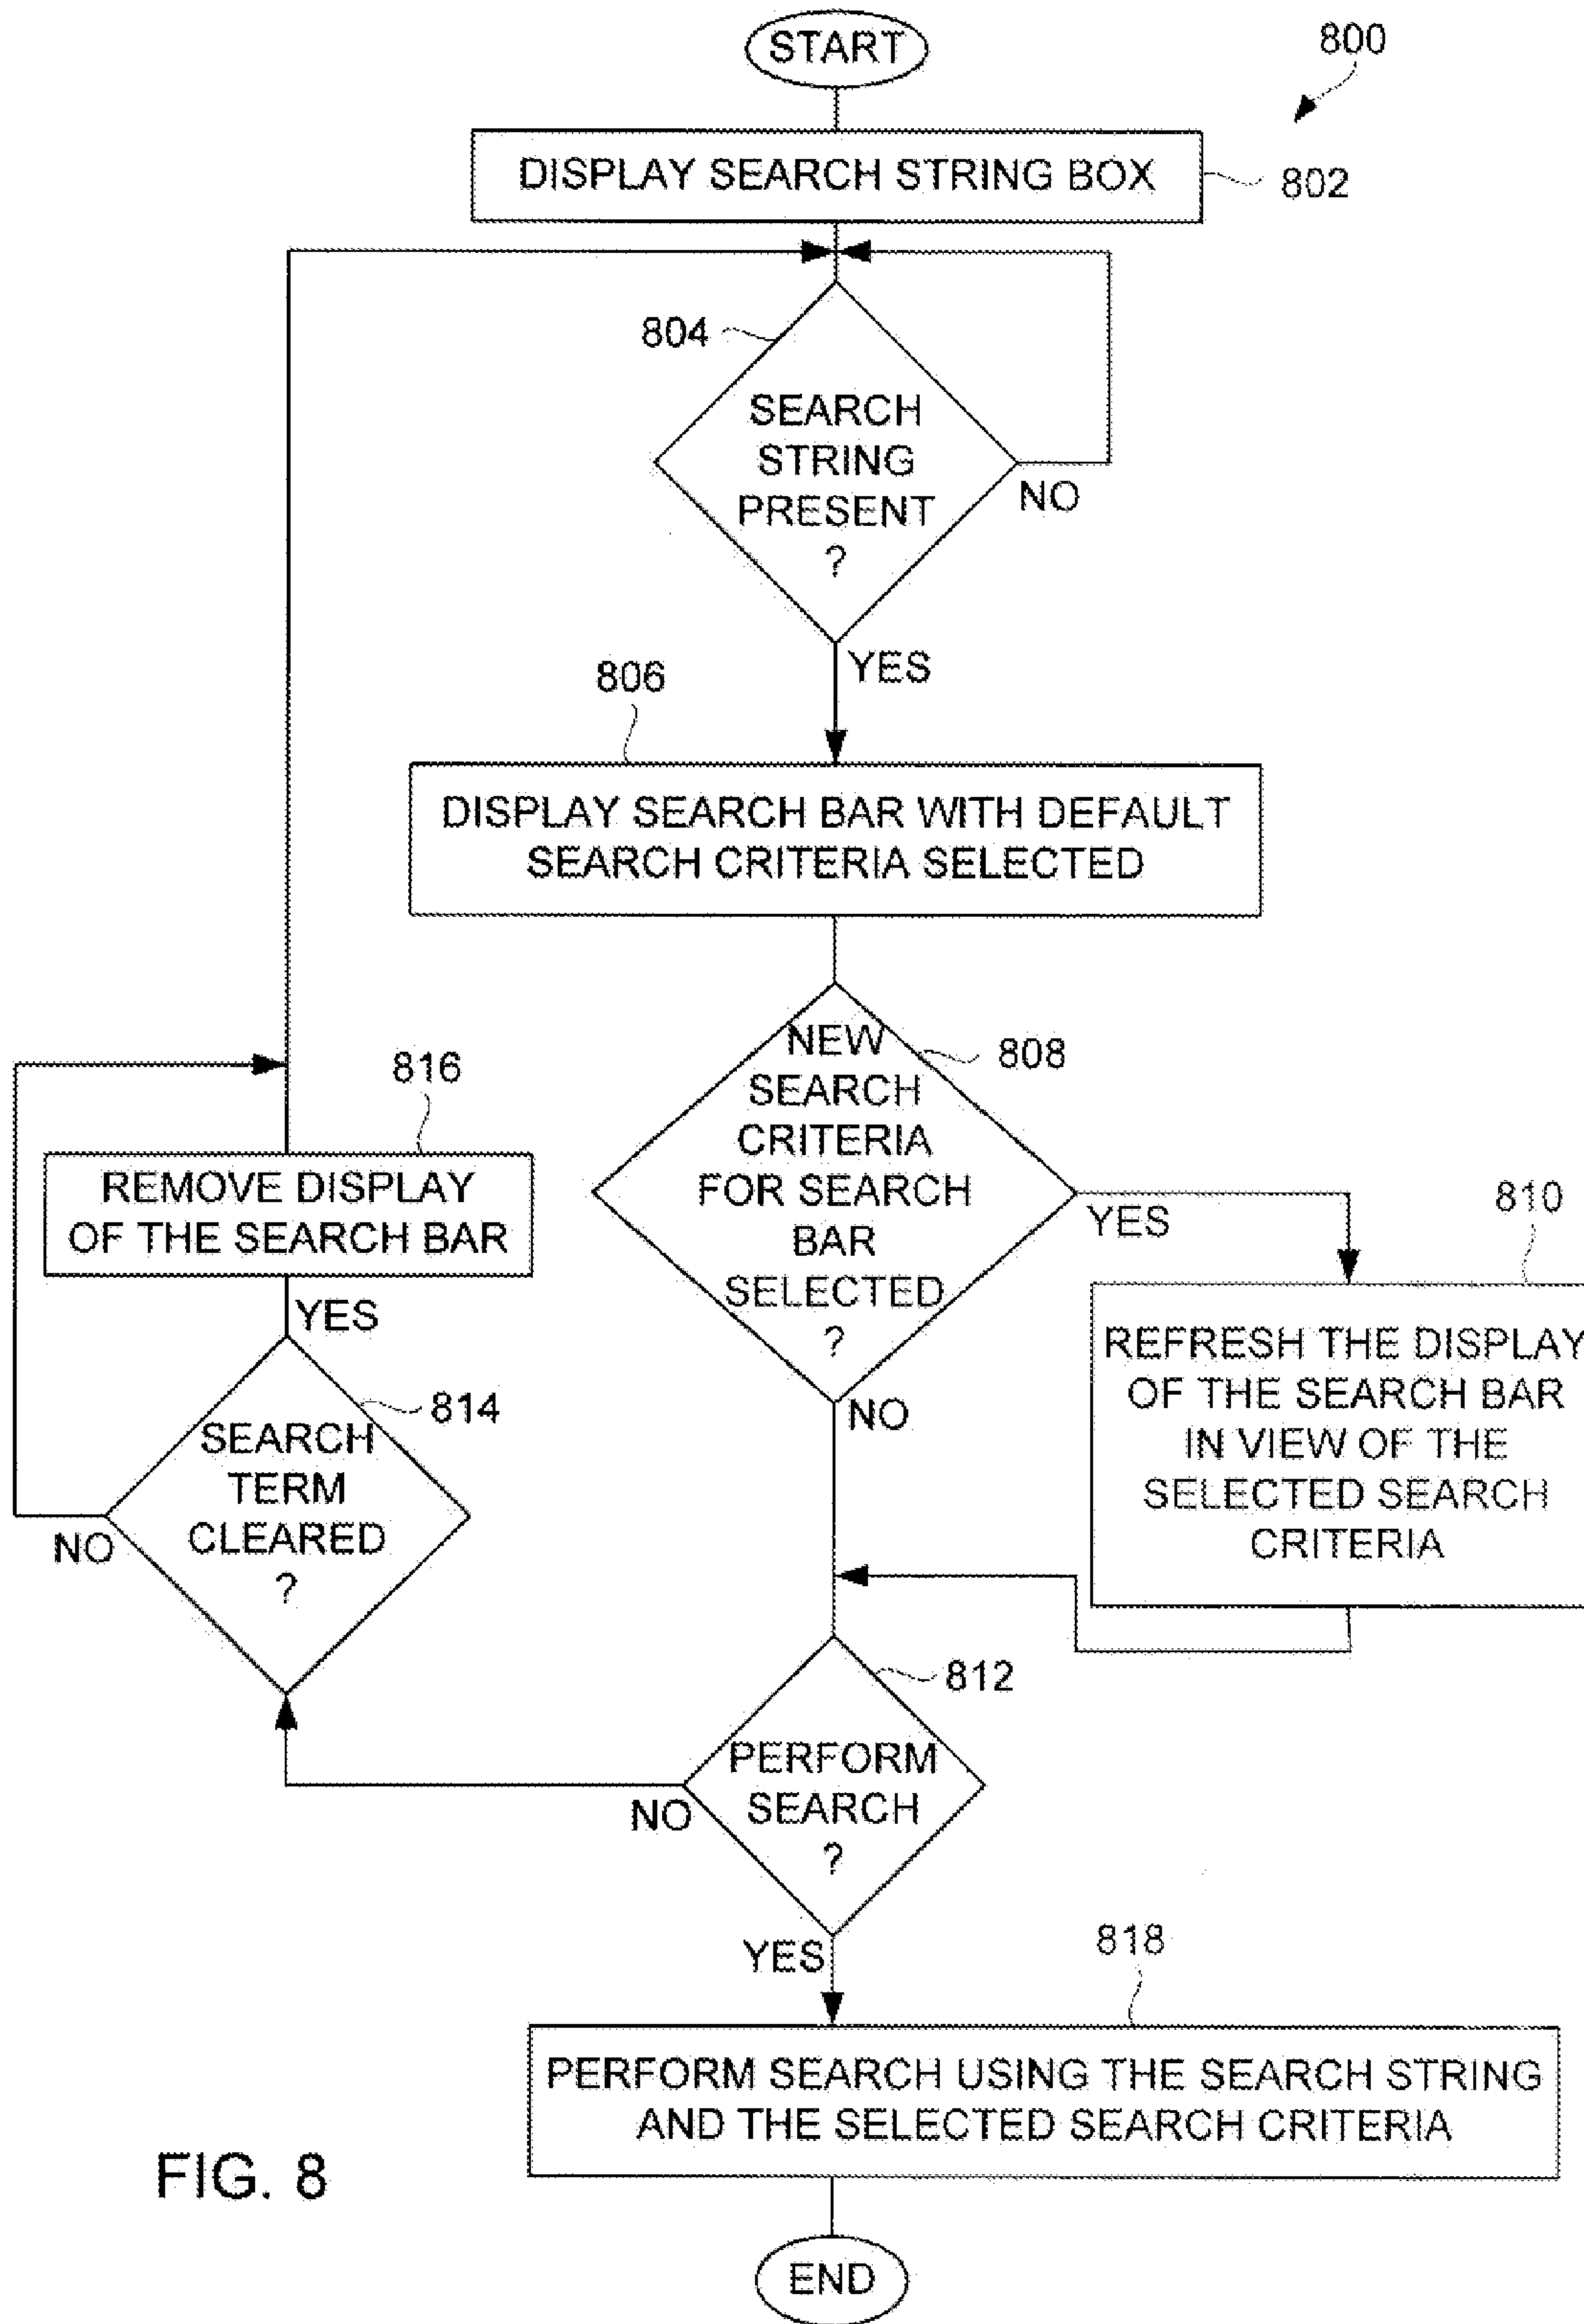 START
800
DISPLAY SEARCH STRING BOX
802
804
SEARCH
STRING
PRESENT
?
NO
YES
806
DISPLAY SEARCH BAR WITH DEFAULT
SEARCH CRITERIA SELECTED
NEW
SEARCH
CRITERIA
FOR SEARCH
BAR
SELECTED
?
808
YES
NO
810
REFRESH THE DISPLAY
OF THE SEARCH BAR
IN VIEW OF THE
SELECTED SEARCH
CRITERIA
816
REMOVE DISPLAY
OF THE SEARCH BAR
YES
814
SEARCH
TERM
CLEARED
?
NO
812
PERFORM
SEARCH
?
NO
YES
818
PERFORM SEARCH USING THE SEARCH STRING
AND THE SELECTED SEARCH CRITERIA
END
FIG. 8